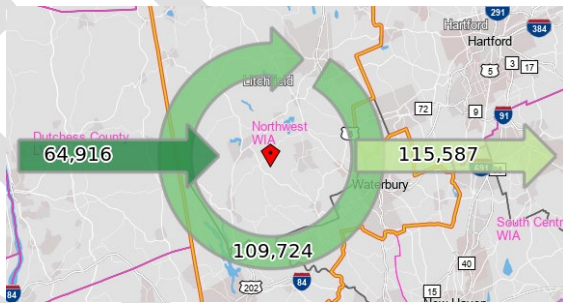 291
Hartford
384
Hartford
5
3
17
Litchfield
72
9
91
Northwest
WIA
Dutchess County
64,916
115,587
Waterbury
South Centr
WIA
109,724
40
84
202
84
15
New Haven